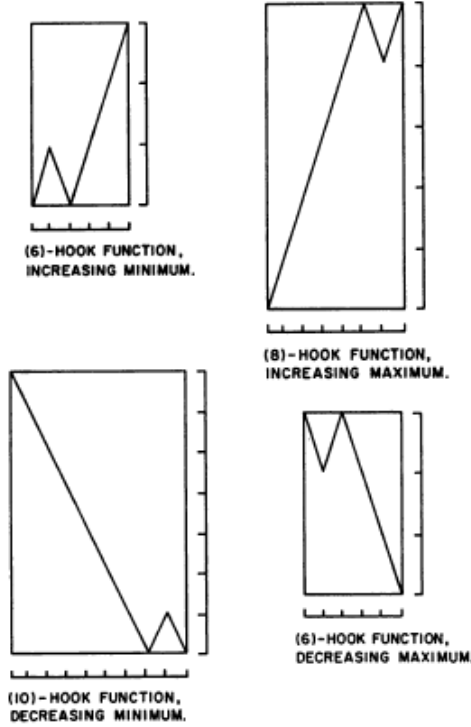 (6)-HOOK FUNCTION,
INCREASING MINIMUM.
(8)-HOOK FUNCTION,
INCREASING MAXIMUM.
(10)-HOOK FUNCTION,
DECREASING MINIMUM.
(6)-HOOK FUNCTION,
DECREASING MAXIMUM.